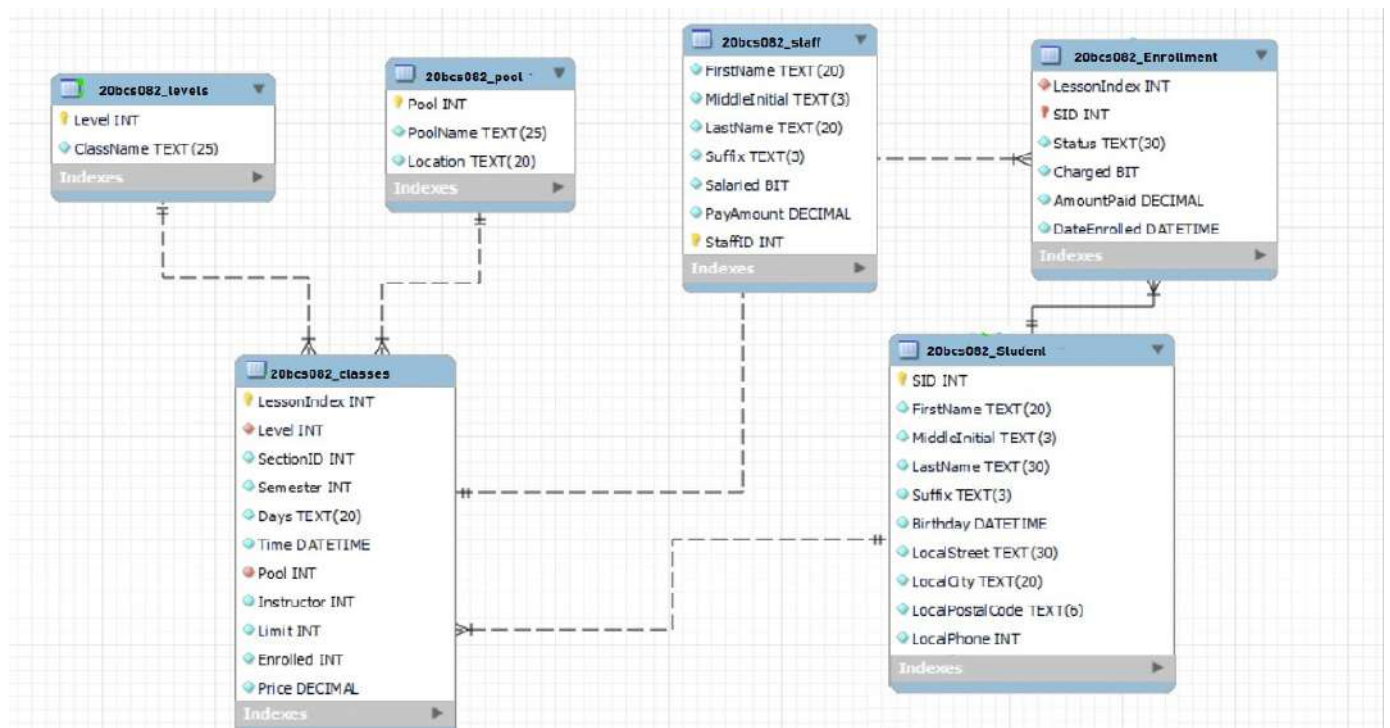 20bcs082_levels
Level INT
ClassName TEXT(25)
Indexes
20bcs082_pool
Pool INT
PoolName TEXT(25)
Location TEXT(20)
Indexes
20bcs082_staff
FirstName TEXT(20)
MiddleInitial TEXT(3)
LastName TEXT(20)
Suffix TEXT(3)
Salaried BIT
PayAmount DECIMAL
StaffID INT
Indexes
20bcs082_Enrollment
LessonIndex INT
SID INT
Status TEXT(30)
Charged BIT
AmountPaid DECIMAL
DateEnrolled DATETIME
Indexes
20bcs082_classes
LessonIndex INT
Level INT
SectionID INT
Semester INT
Days TEXT(20)
Time DATETIME
Pool INT
Instructor INT
Limit INT
Enrolled INT
Price DECIMAL
Indexes
20bcs082_Student
SID INT
FirstName TEXT(20)
MiddleInitial TEXT(3)
LastName TEXT(30)
Suffix TEXT(3)
Birthday DATETIME
LocalStreet TEXT(30)
LocalCity TEXT(20)
LocalPostalCode TEXT(6)
LocalPhone INT
Indexes